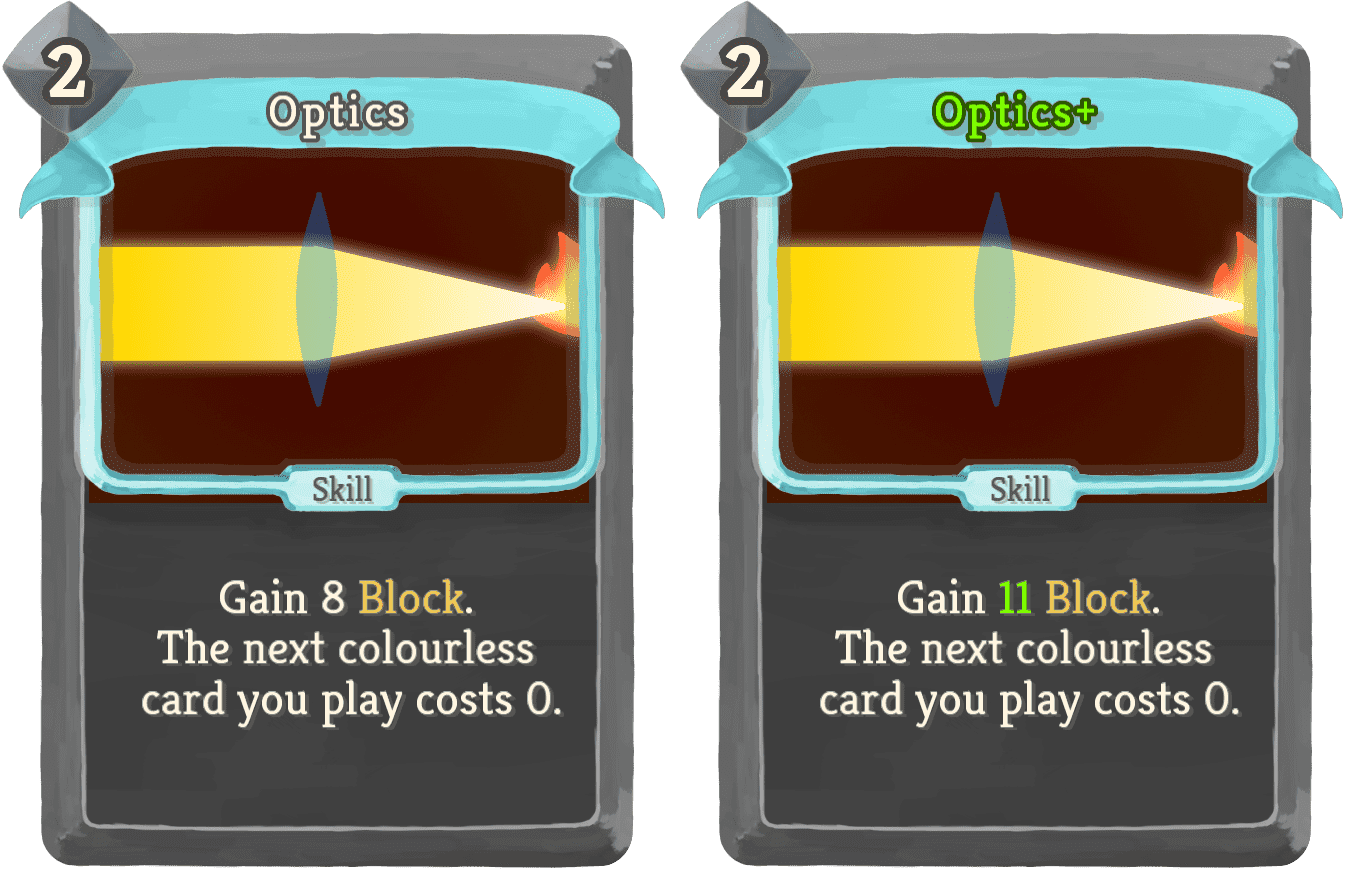 2
Optics
Skill
Gain 8 Block.
The next colourless
card you play costs 0.
2
Optics+
Skill
Gain 11 Block.
The next colourless
card you play costs 0.